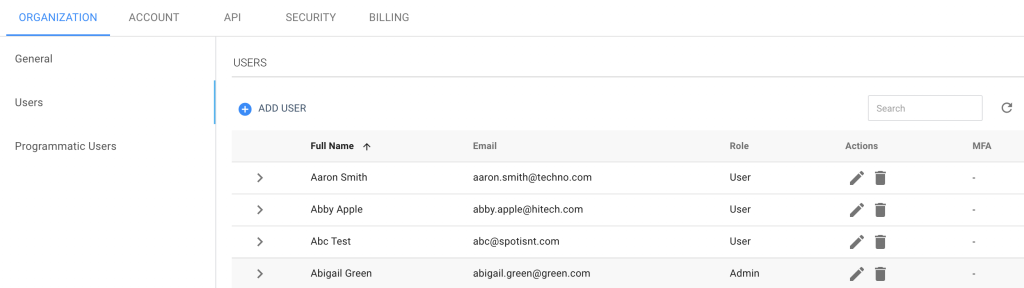 ORGANIZATION ACCOUNT API SECURITY BILLING
General
Users
Programmatic Users
USERS
ADD USER Search
Full Name Email Role Actions MFA
Aaron Smith aaron.smith@techno.com User -
Abby Apple abby.apple@hitech.com User -
Abc Test abc@spotisnt.com User -
Abigail Green abigail.green@green.com Admin -